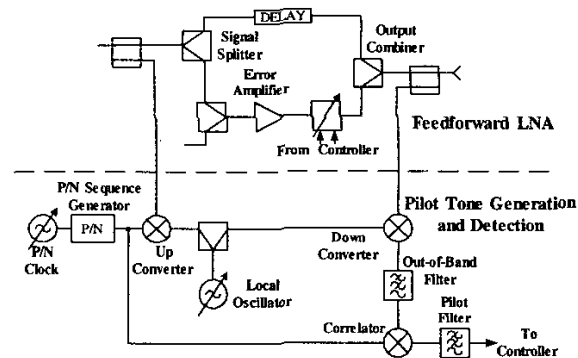 DELAY
Signal
Splitter
Output
Combiner
Error
Amplifier
Feedforward LNA
From Controller
P/N Sequence
Generator
Pilot Tone Generation
and Detection
P/N
P/N
Clock
Up
Converter
Down
Converter
Out-of-Band
Filter
Local
Oscillator
Pilot
Filter
Correlator
To
Controller